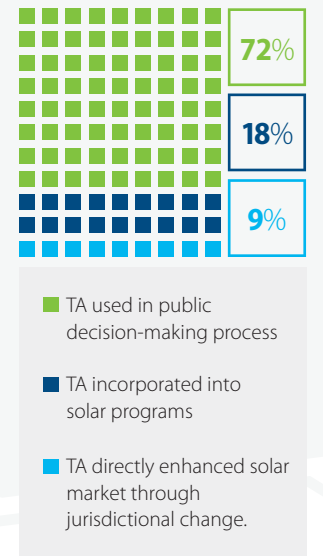 72%
18%
9%
TA used in public
decision-making process
TA incorporated into
solar programs
TA directly enhanced solar
market through
jurisdictional change.